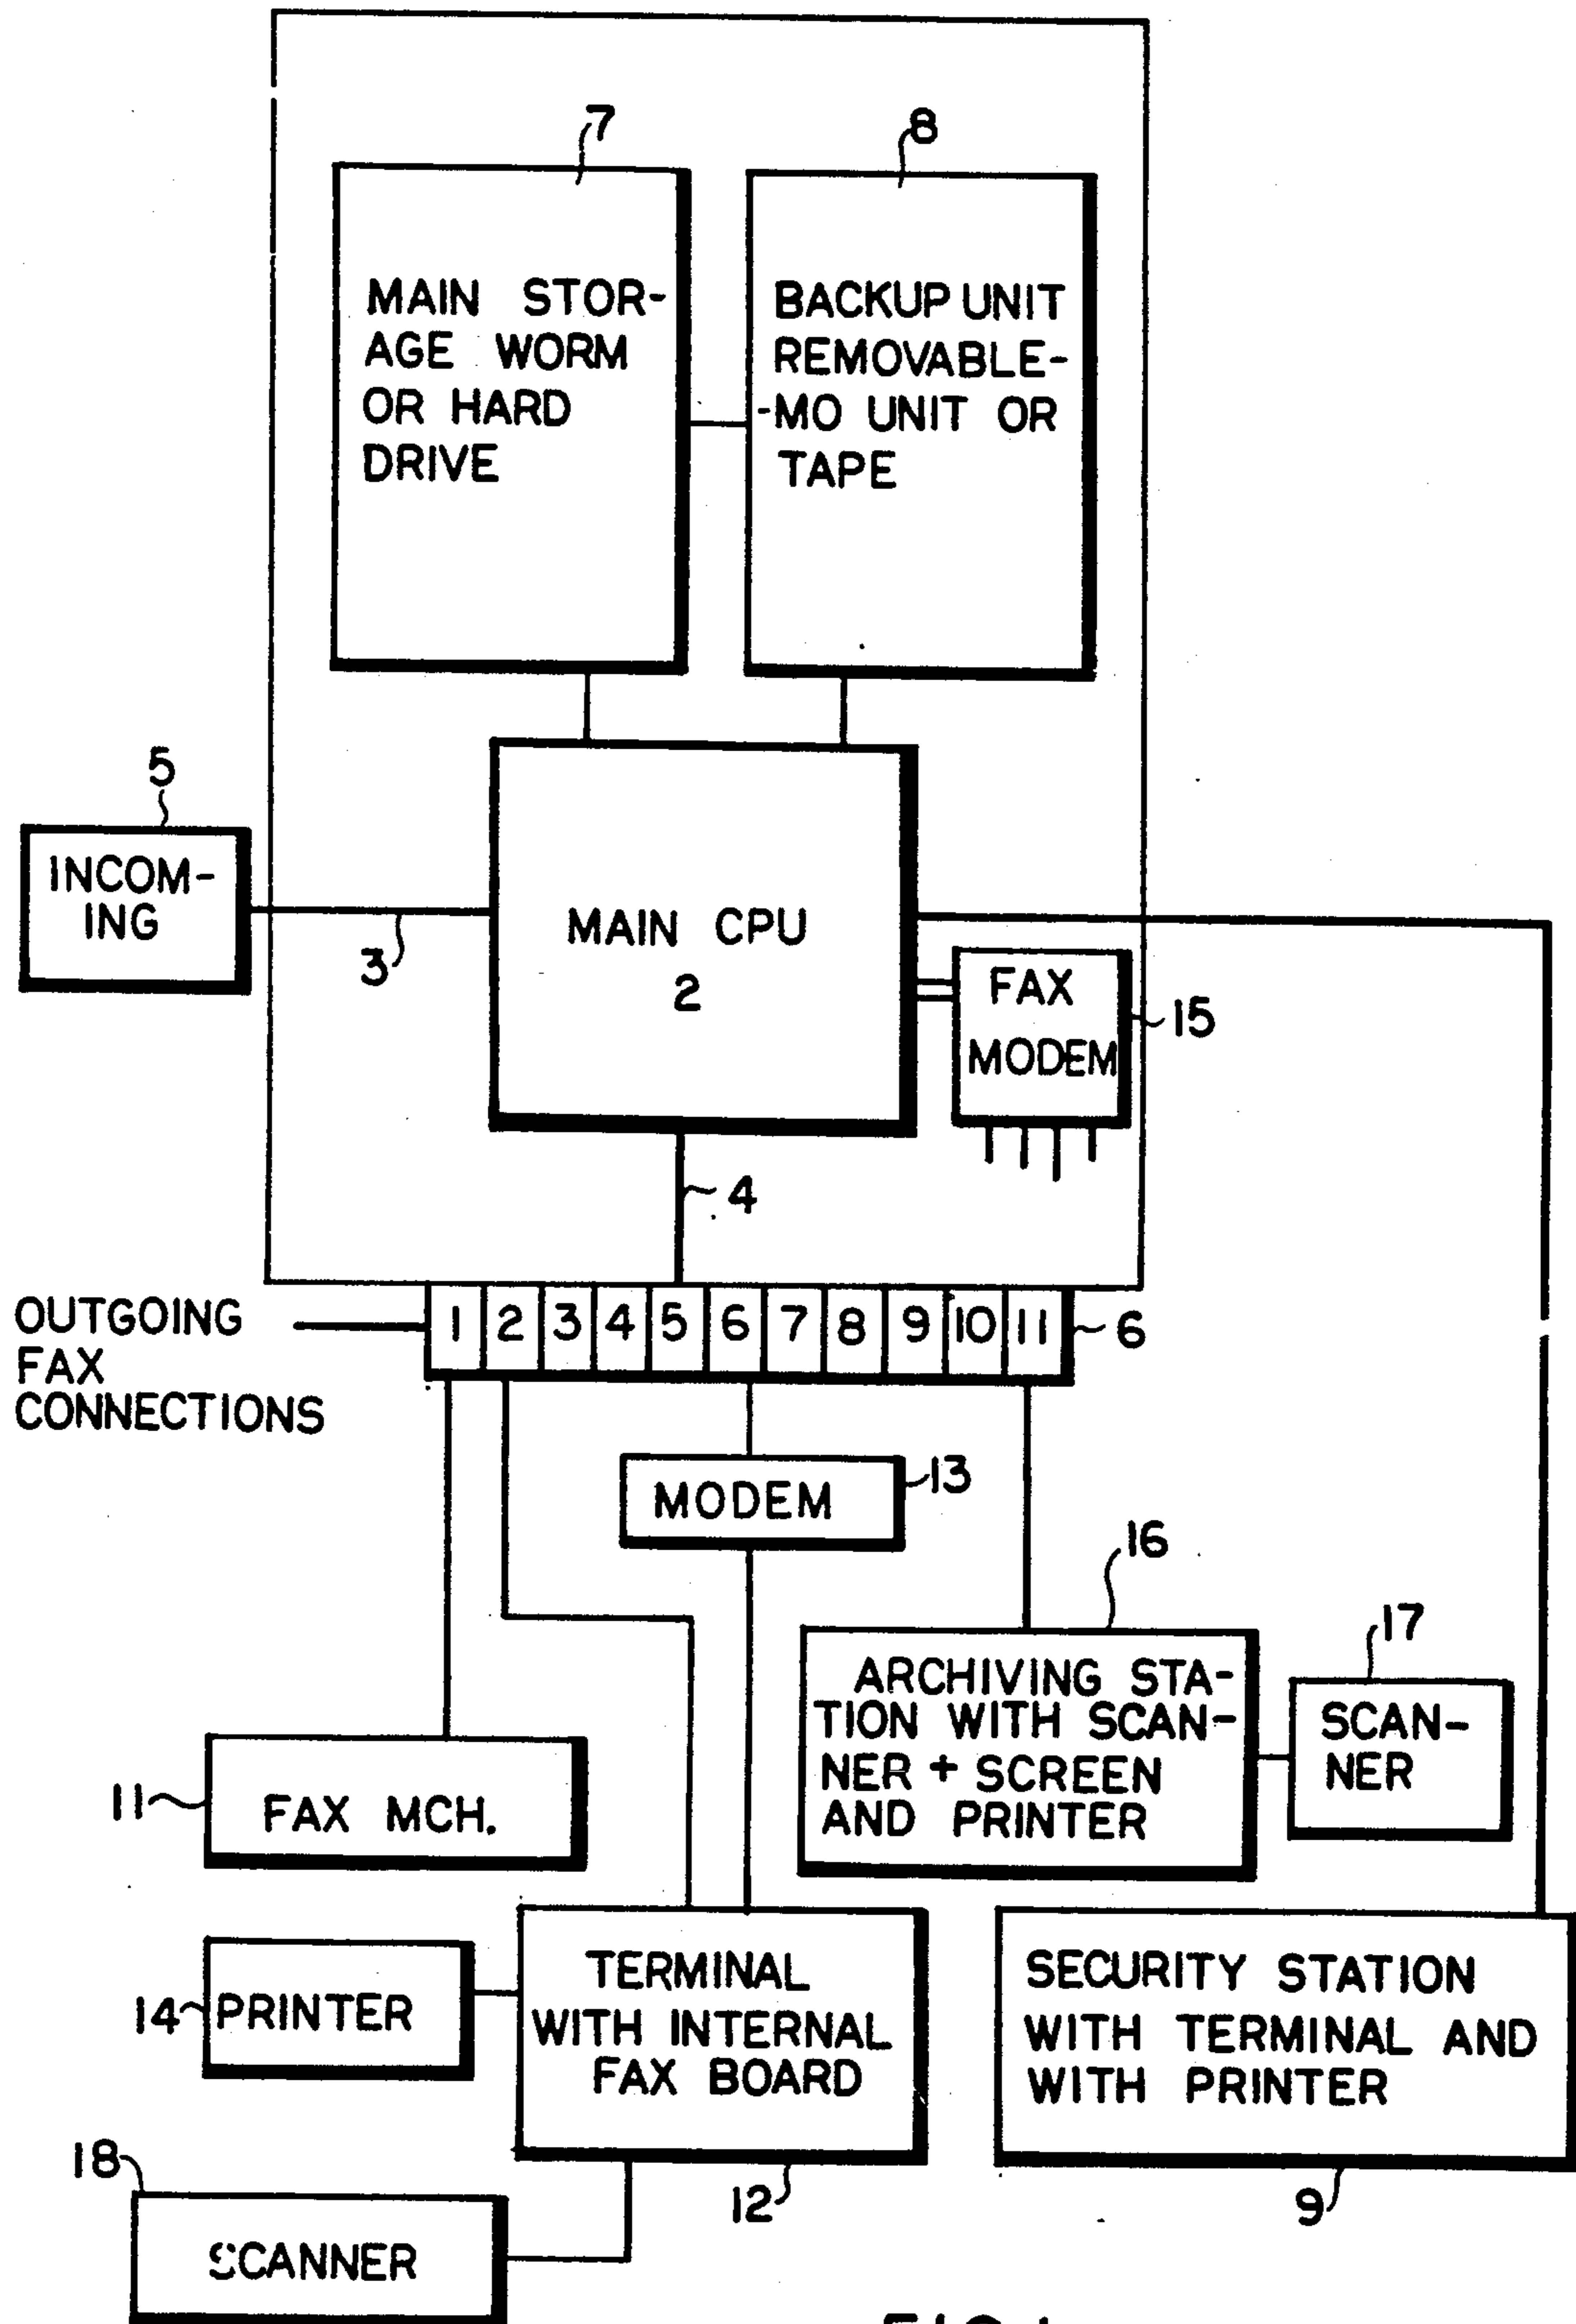 7
8
MAIN STOR-
AGE WORM
OR HARD
DRIVE
BACKUP UNIT
REMOVABLE-
-MO UNIT OR
TAPE
5
INCOM-
ING
3
MAIN CPU
2
FAX
MODEM
15
4
OUTGOING
FAX
CONNECTIONS
1 2 3 4 5 6 7 8 9 10 11
6
MODEM
13
16
17
ARCHIVING STA-
TION WITH SCAN-
NER + SCREEN
AND PRINTER
SCAN-
NER
11
FAX MCH.
14
PRINTER
TERMINAL
WITH INTERNAL
FAX BOARD
SECURITY STATION
WITH TERMINAL AND
WITH PRINTER
18
12
9
SCANNER